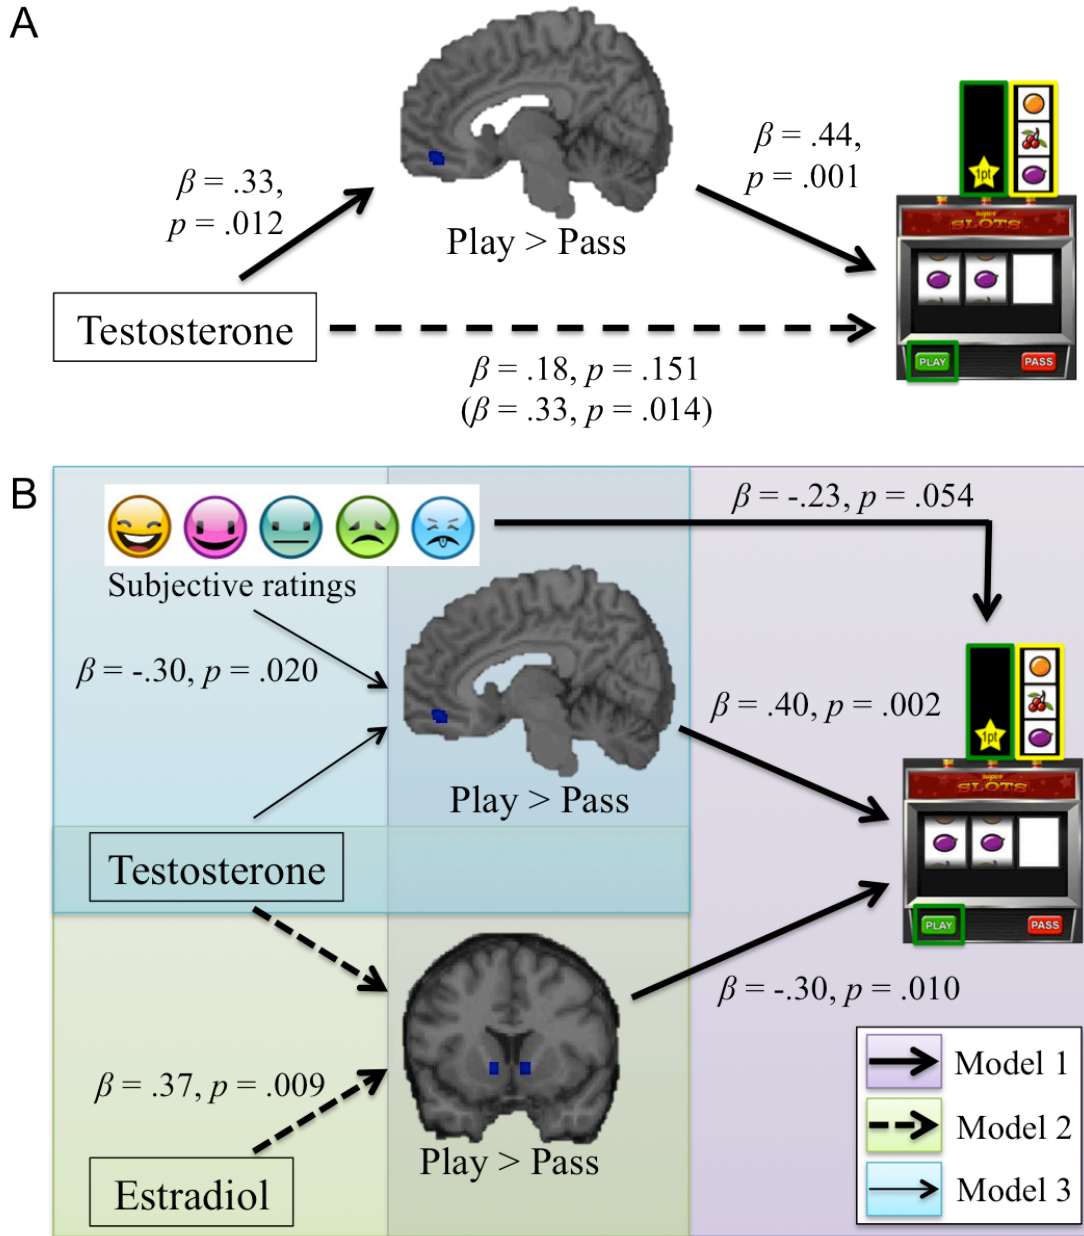 A
β = .33,
p = .012
Play > Pass
β = .44,
p = .001
1pt
super
SLOTS
PLAY
PASS
Testosterone
β = .18, p = .151
(β = .33, p = .014)
B
β = -.23, p = .054
Subjective ratings
β = -.30, p = .020
Play > Pass
β = .40, p = .002
1pt
super
SLOTS
PLAY
PASS
Testosterone
β = -.30, p = .010
β = .37, p = .009
Play > Pass
Estradiol
Model 1
Model 2
Model 3